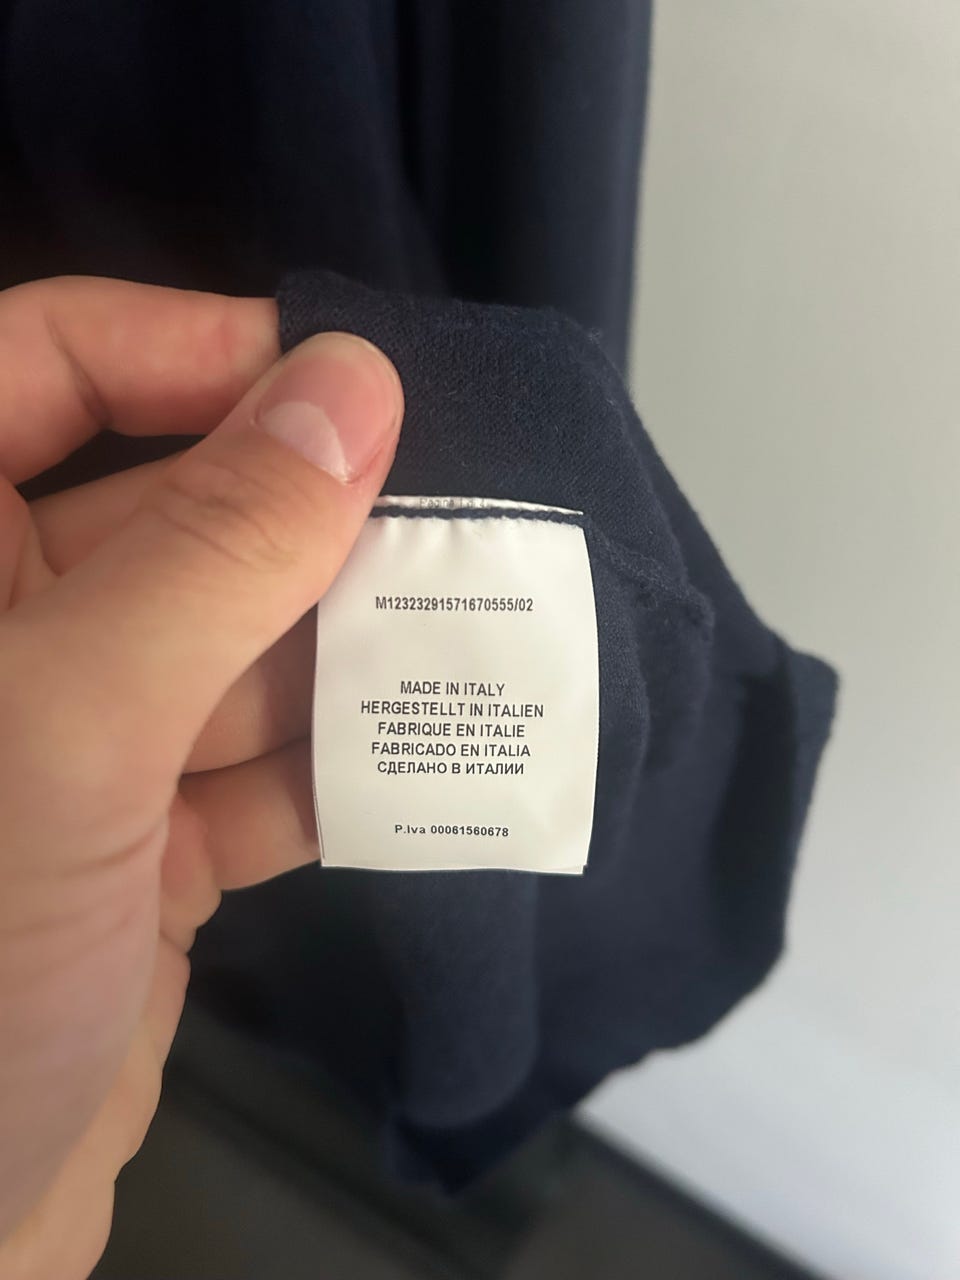 M12323291571670555/02
MADE IN ITALY
HERGESTELLT IN ITALIEN
FABRIQUE EN ITALIE
FABRICADO EN ITALIA
СДЕЛАНО В ИТАЛИИ
P.Iva 00061560678